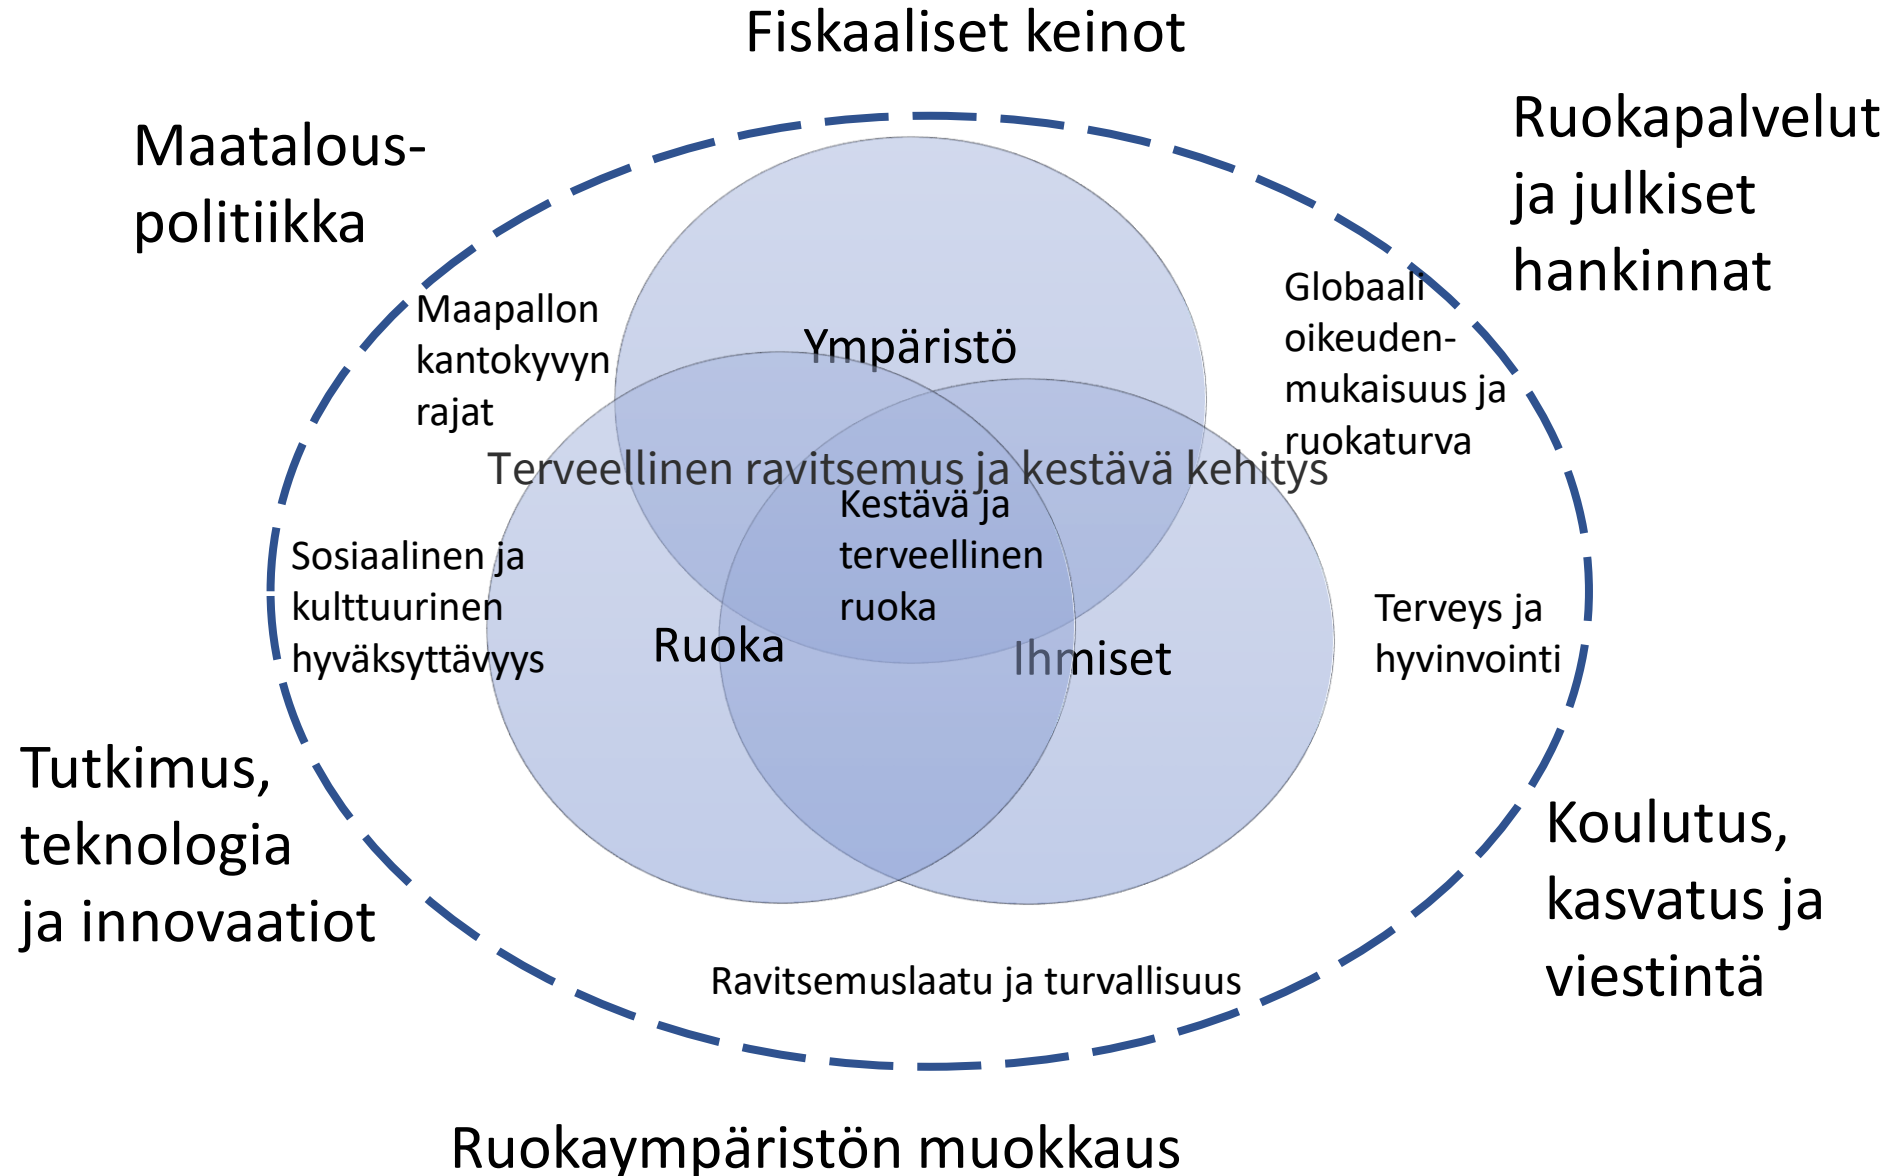 Fiskaaliset keinot
Maatalous-
politiikka
Ruokapalvelut
ja julkiset
hankinnat
Maapallon
kantokyvyn
rajat
Ympäristö
Globaali
oikeuden-
mukaisuus ja
ruokaturva
Terveellinen ravitsemus ja kestävä kehitys
Kestävä ja
terveellinen
ruoka
Sosiaalinen ja
kulttuurinen
hyväksyttävyys
Ruoka
Ihmiset
Terveys ja
hyvinvointi
Tutkimus,
teknologia
ja innovaatiot
Koulutus,
kasvatus ja
viestintä
Ravitsemuslaatu ja turvallisuus
Ruokaympäristön muokkaus